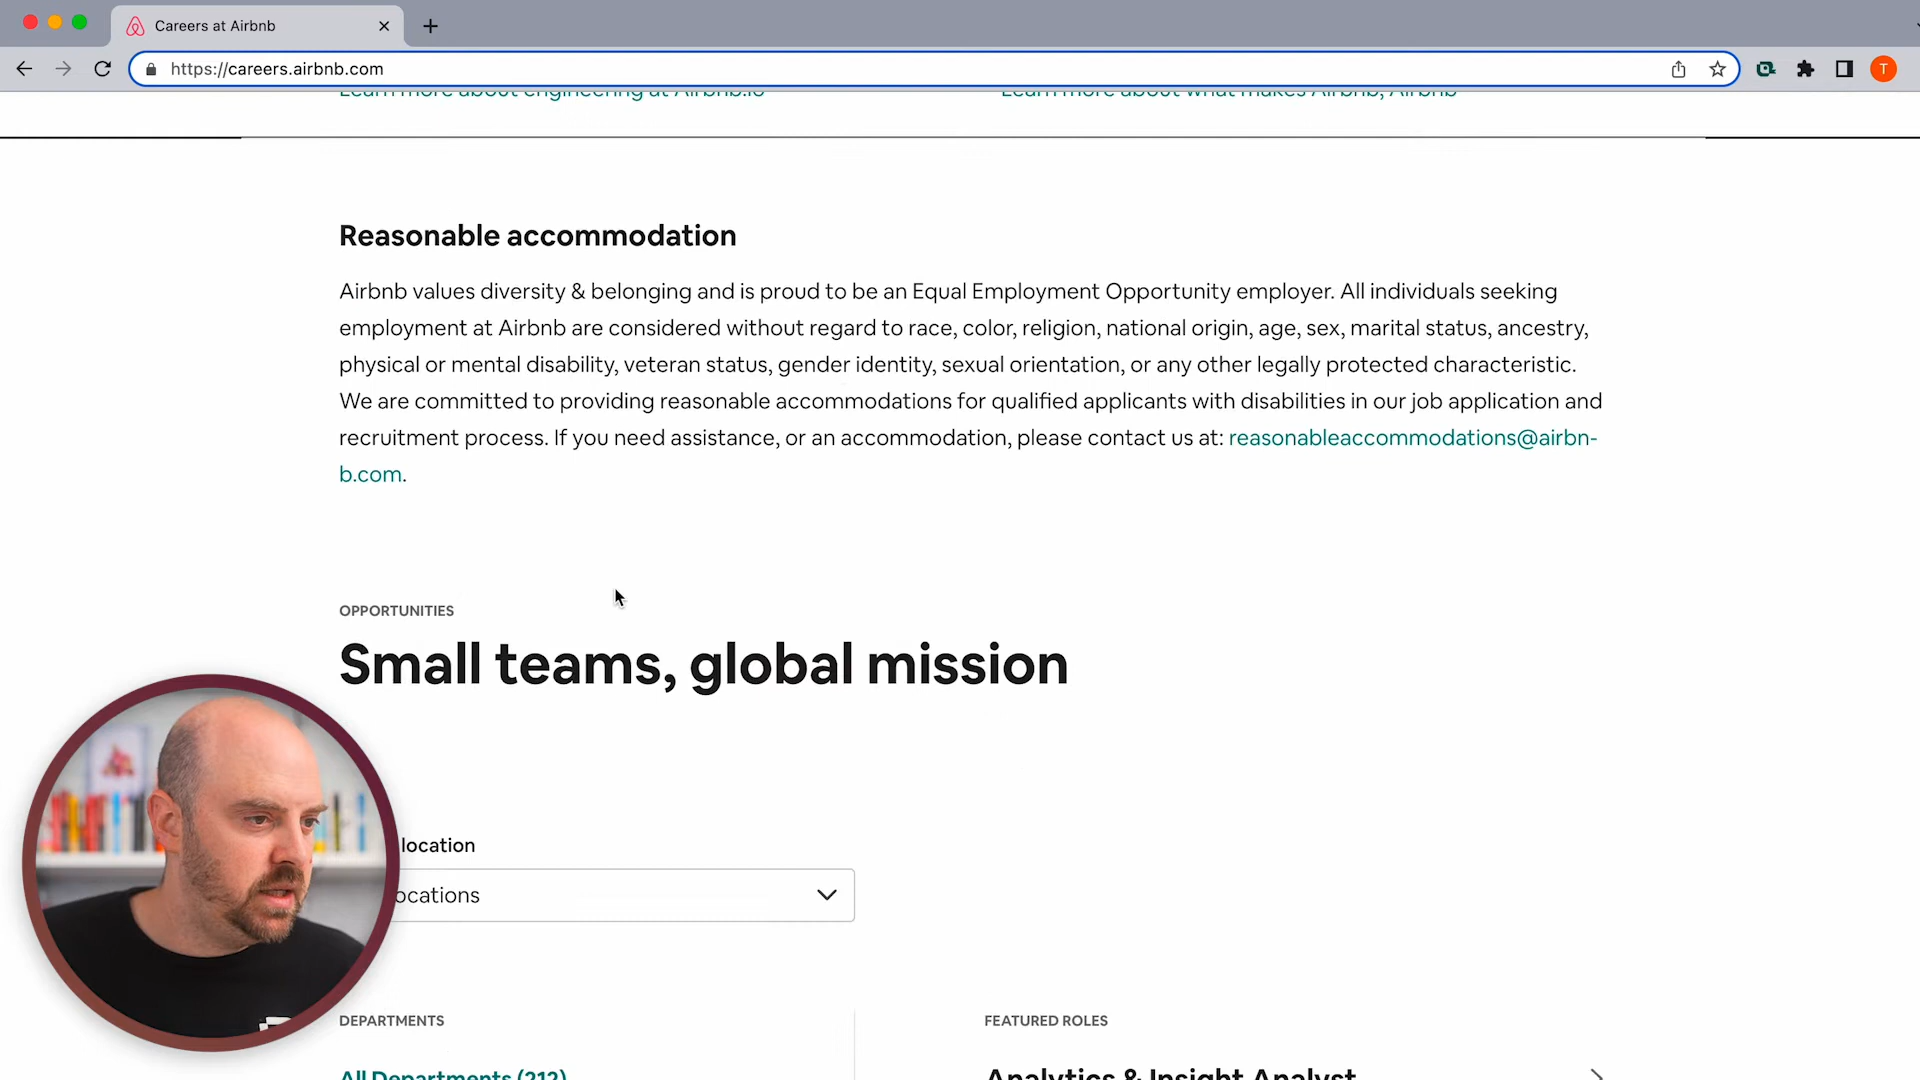 Careers at Airbnb
https://careers.airbnb.com
T
Learn more about engineering at Airbnb.io
Learn more about what makes Airbnb, Airbnb
Reasonable accommodation
Airbnb values diversity & belonging and is proud to be an Equal Employment Opportunity employer. All individuals seeking
employment at Airbnb are considered without regard to race, color, religion, national origin, age, sex, marital status, ancestry,
physical or mental disability, veteran status, gender identity, sexual orientation, or any other legally protected characteristic.
We are committed to providing reasonable accommodations for qualified applicants with disabilities in our job application and
recruitment process. If you need assistance, or an accommodation, please contact us at: reasonableaccommodations@airbn-
b.com.
OPPORTUNITIES
Small teams, global mission
location
ocations
DEPARTMENTS
FEATURED ROLES
All Departments (212)
Analytics & Insight Analyst